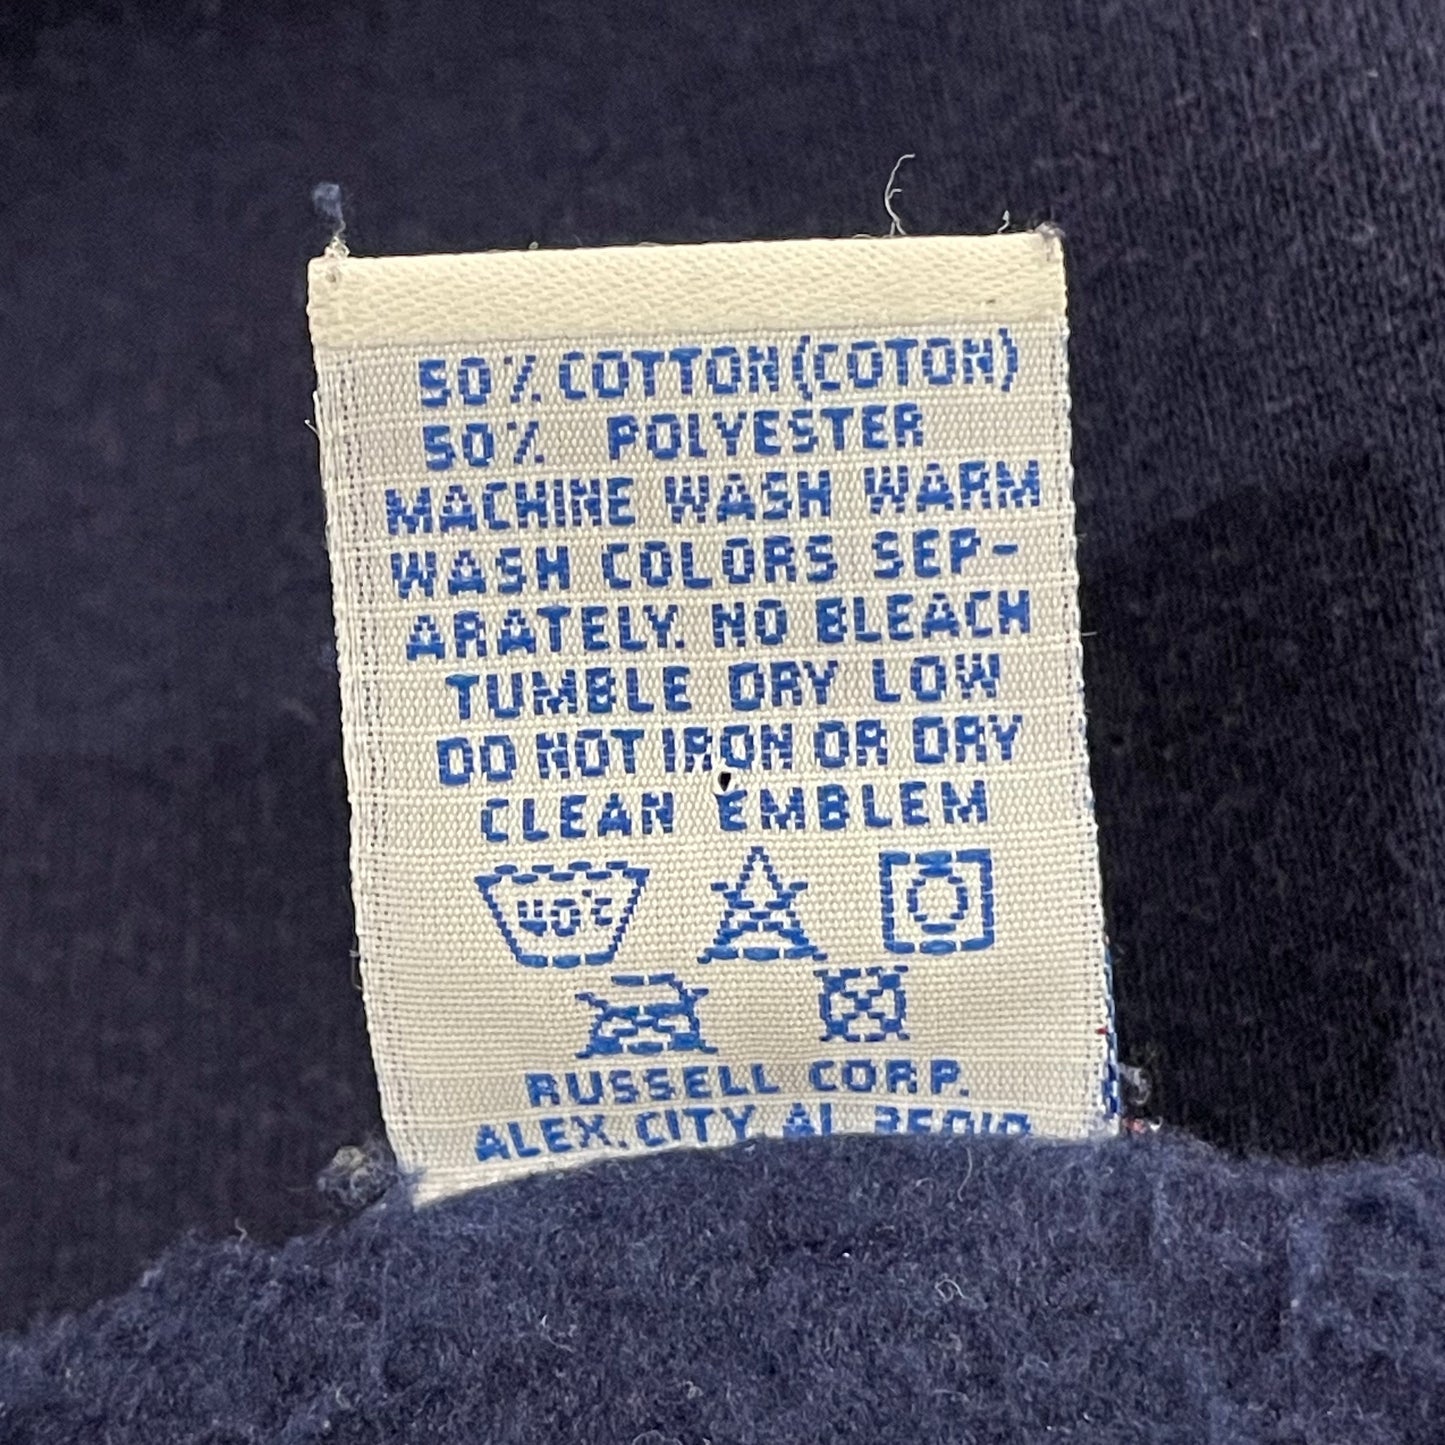 50% COTTON (COTON)
50% POLYESTER
MACHINE WASH WARM
WASH COLORS SEP-
ARATELY. NO BLEACH
TUMBLE DRY LOW
DO NOT IRON OR DRY
CLEAN EMBLEM
40°C
RUSSELL CORP.
ALEX. CITY AL 35010